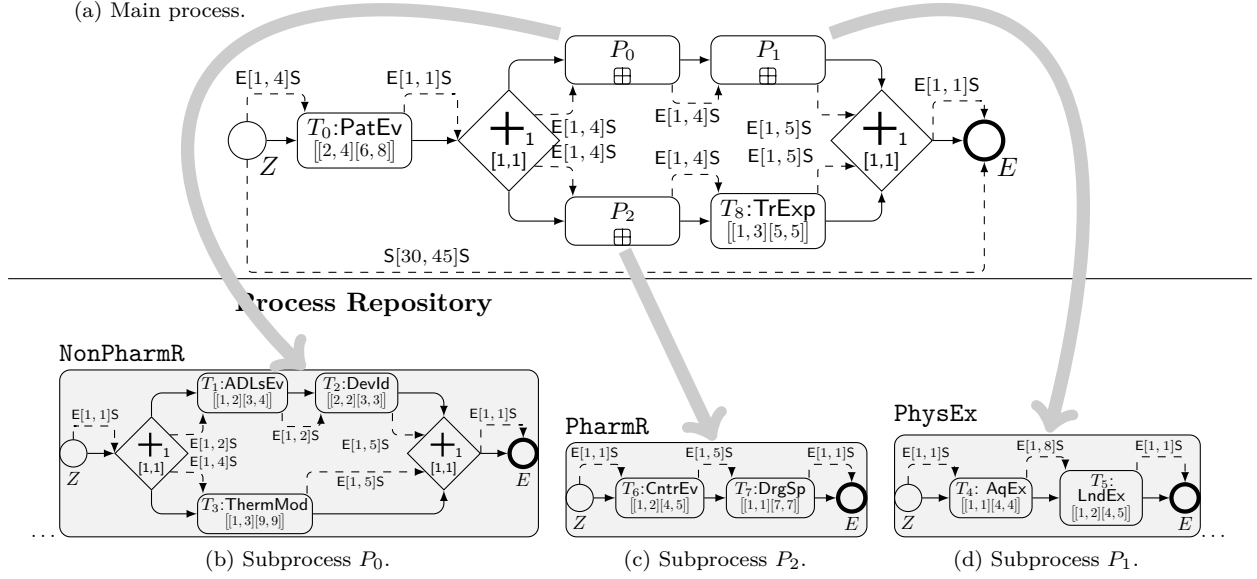 (a) Main process.
E[1, 4]S
E[1, 1]S
Z
T0:PatEv
[[2, 4][6, 8]]
+1
[1,1]
P0
P1
E[1, 4]S
E[1, 4]S
E[1, 4]S
E[1, 4]S
P2
T8:TrExp
[[1, 3][5, 5]]
E[1, 5]S
E[1, 5]S
+1
[1,1]
E[1, 1]S
E
S[30, 45]S
Process Repository
NonPharmR
E[1, 1]S
Z
+1
[1,1]
T1:ADLsEv
[[1, 2][3, 4]]
T2:DevId
[[2, 2][3, 3]]
E[1, 2]S
E[1, 2]S
E[1, 4]S
E[1, 5]S
E[1, 5]S
T3:ThermMod
[[1, 3][9, 9]]
+1
[1,1]
E[1, 1]S
E
...
(b) Subprocess P0.
PharmR
E[1, 1]S
E[1, 5]S
E[1, 1]S
Z
T6:CntrEv
[[1, 2][4, 5]]
T7:DrgSp
[[1, 1][7, 7]]
E
(c) Subprocess P2.
PhysEx
E[1, 1]S
E[1, 8]S
E[1, 1]S
Z
T4: AqEx
[[1, 1][4, 4]]
T5:
LndEx
[[1, 2][4, 5]]
E
...
(d) Subprocess P1.